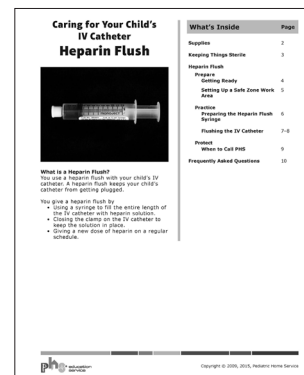 Caring for Your Child's
IV Catheter
Heparin Flush
What is a Heparin Flush?
You use a heparin flush with your child's IV
catheter. A heparin flush keeps your child's
catheter from getting plugged.
You give a heparin flush by
• Using a syringe to fill the entire length of
the IV catheter with heparin solution.
• Closing the clamp on the IV catheter to
keep the solution in place.
• Giving a new dose of heparin on a regular
schedule.
What's Inside Page
Supplies 2
Keeping Things Sterile 3
Heparin Flush
Prepare
Getting Ready 4
Setting Up a Safe Zone Work 5
Area
Practice
Preparing the Heparin Flush 6
Syringe
Flushing the IV Catheter 7-8
Protect
When to Call PHS 9
Frequently Asked Questions 10
phs education
service
Copyright © 2009, 2015, Pediatric Home Service